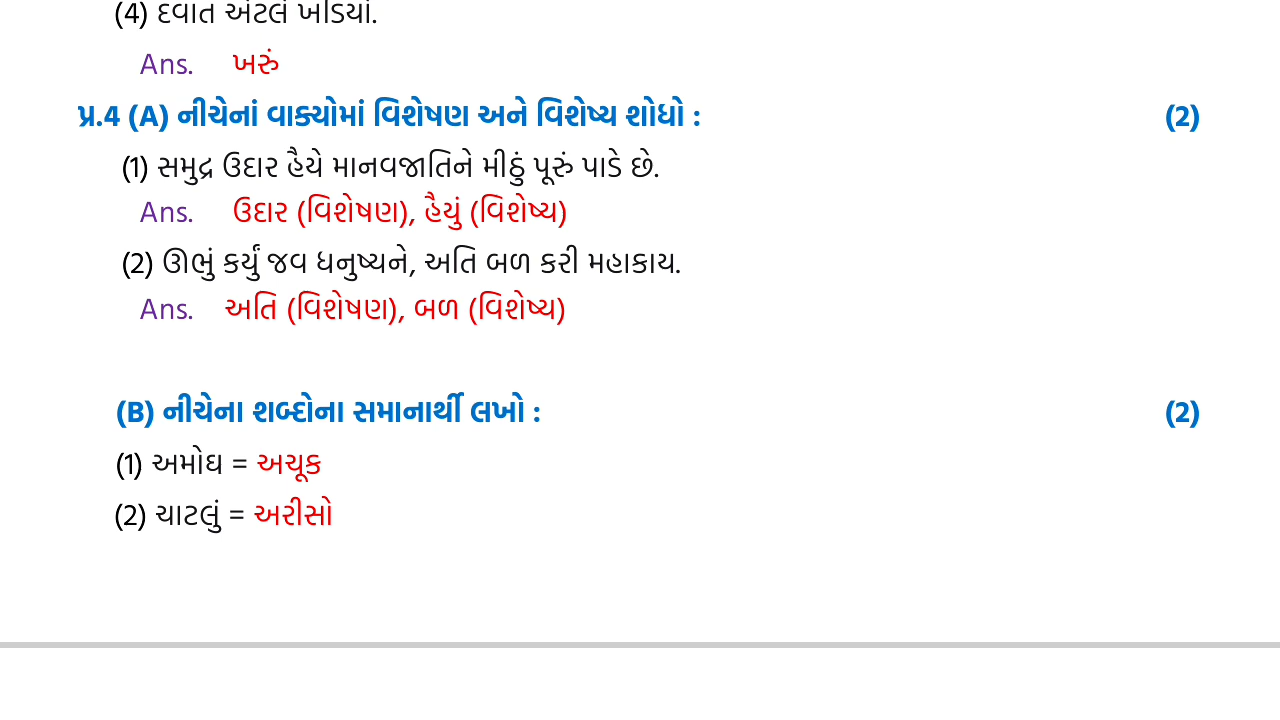 (4) દવાત એટલે ખડિયો.
Ans. ખરું
પ્ર.4 (A) નીચેનાં વાક્યોમાં વિશેષણ અને વિશેષ્ય શોધો : (2)
(1) સમુદ્ર ઉદાર હૈયે માનવજાતિને મીઠું પૂરું પાડે છે.
Ans. ઉદાર (વિશેષણ), હૈયું (વિશેષ્ય)
(2) ઊભું કર્યું જવ ધનુષ્યને, અતિ બળ કરી મહાકાય.
Ans. અતિ (વિશેષણ), બળ (વિશેષ્ય)
(B) નીચેના શબ્દોના સમાનાર્થી લખો : (2)
(1) અમોઘ = અચૂક
(2) ચાટલું = અરીસો